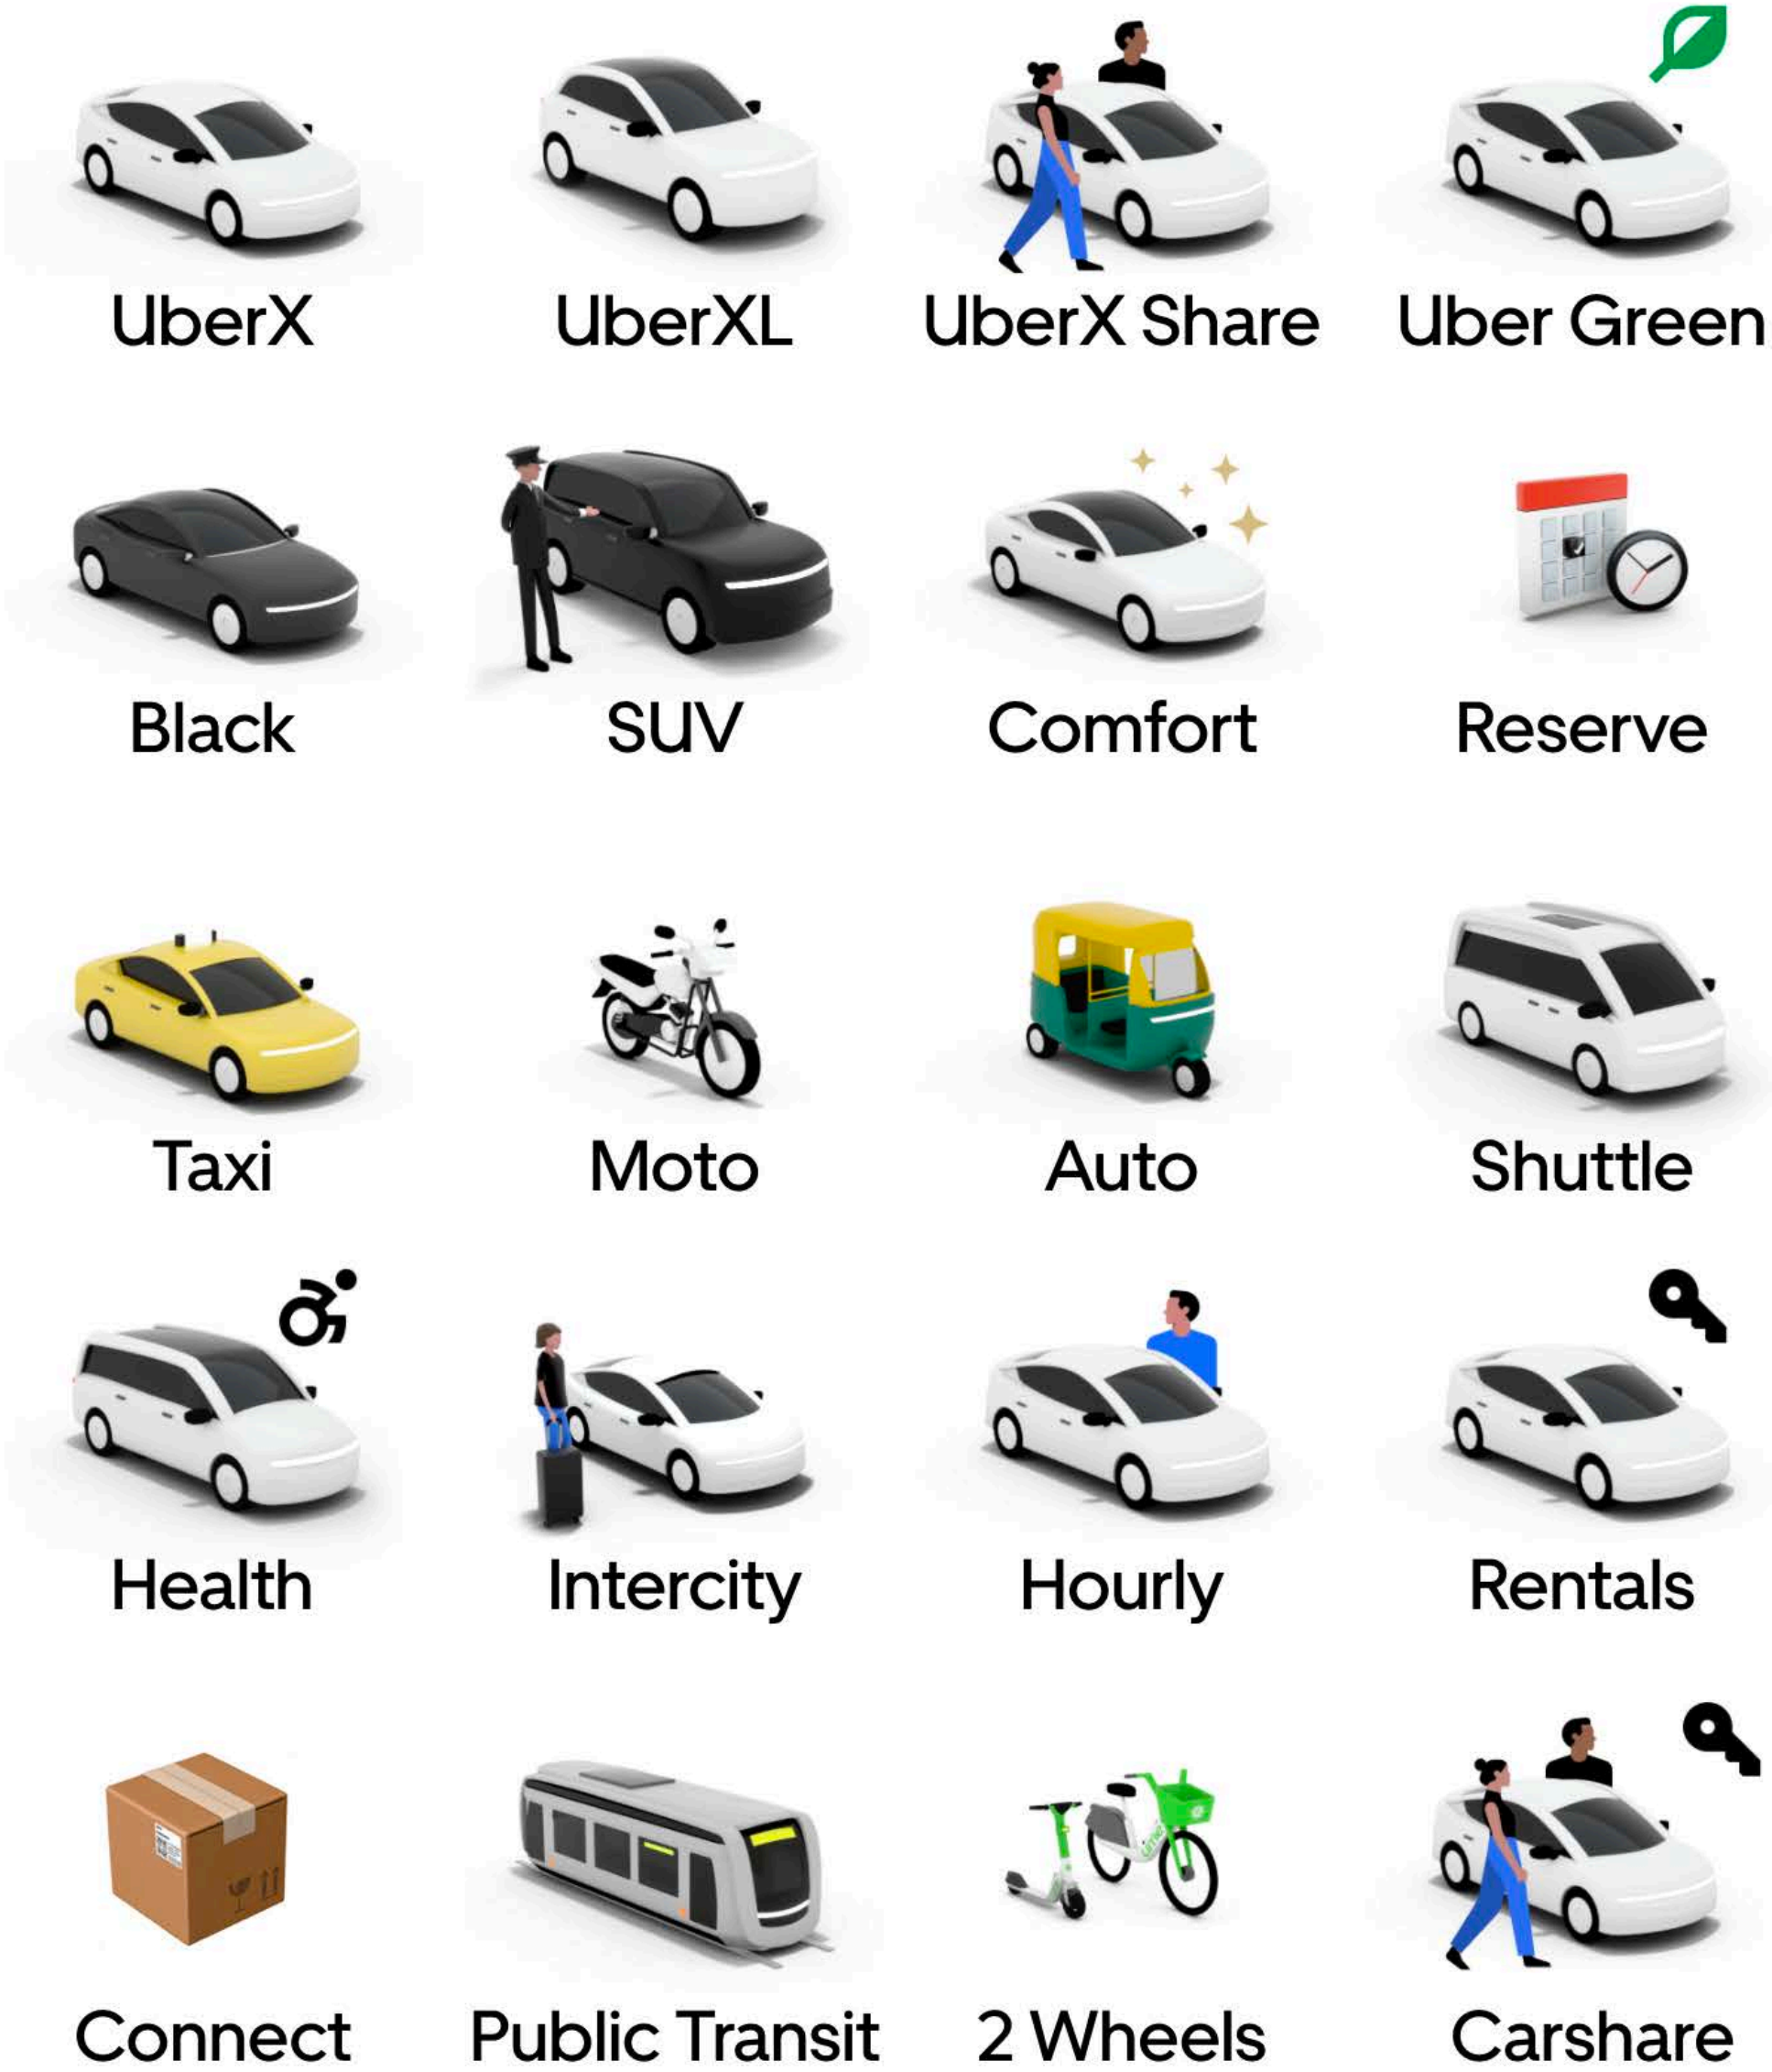 UberX
UberXL
UberX Share
Uber Green
Black
SUV
Comfort
Reserve
Taxi
Moto
Auto
Shuttle
Health
Intercity
Hourly
Rentals
Connect
Public Transit
2 Wheels
Carshare